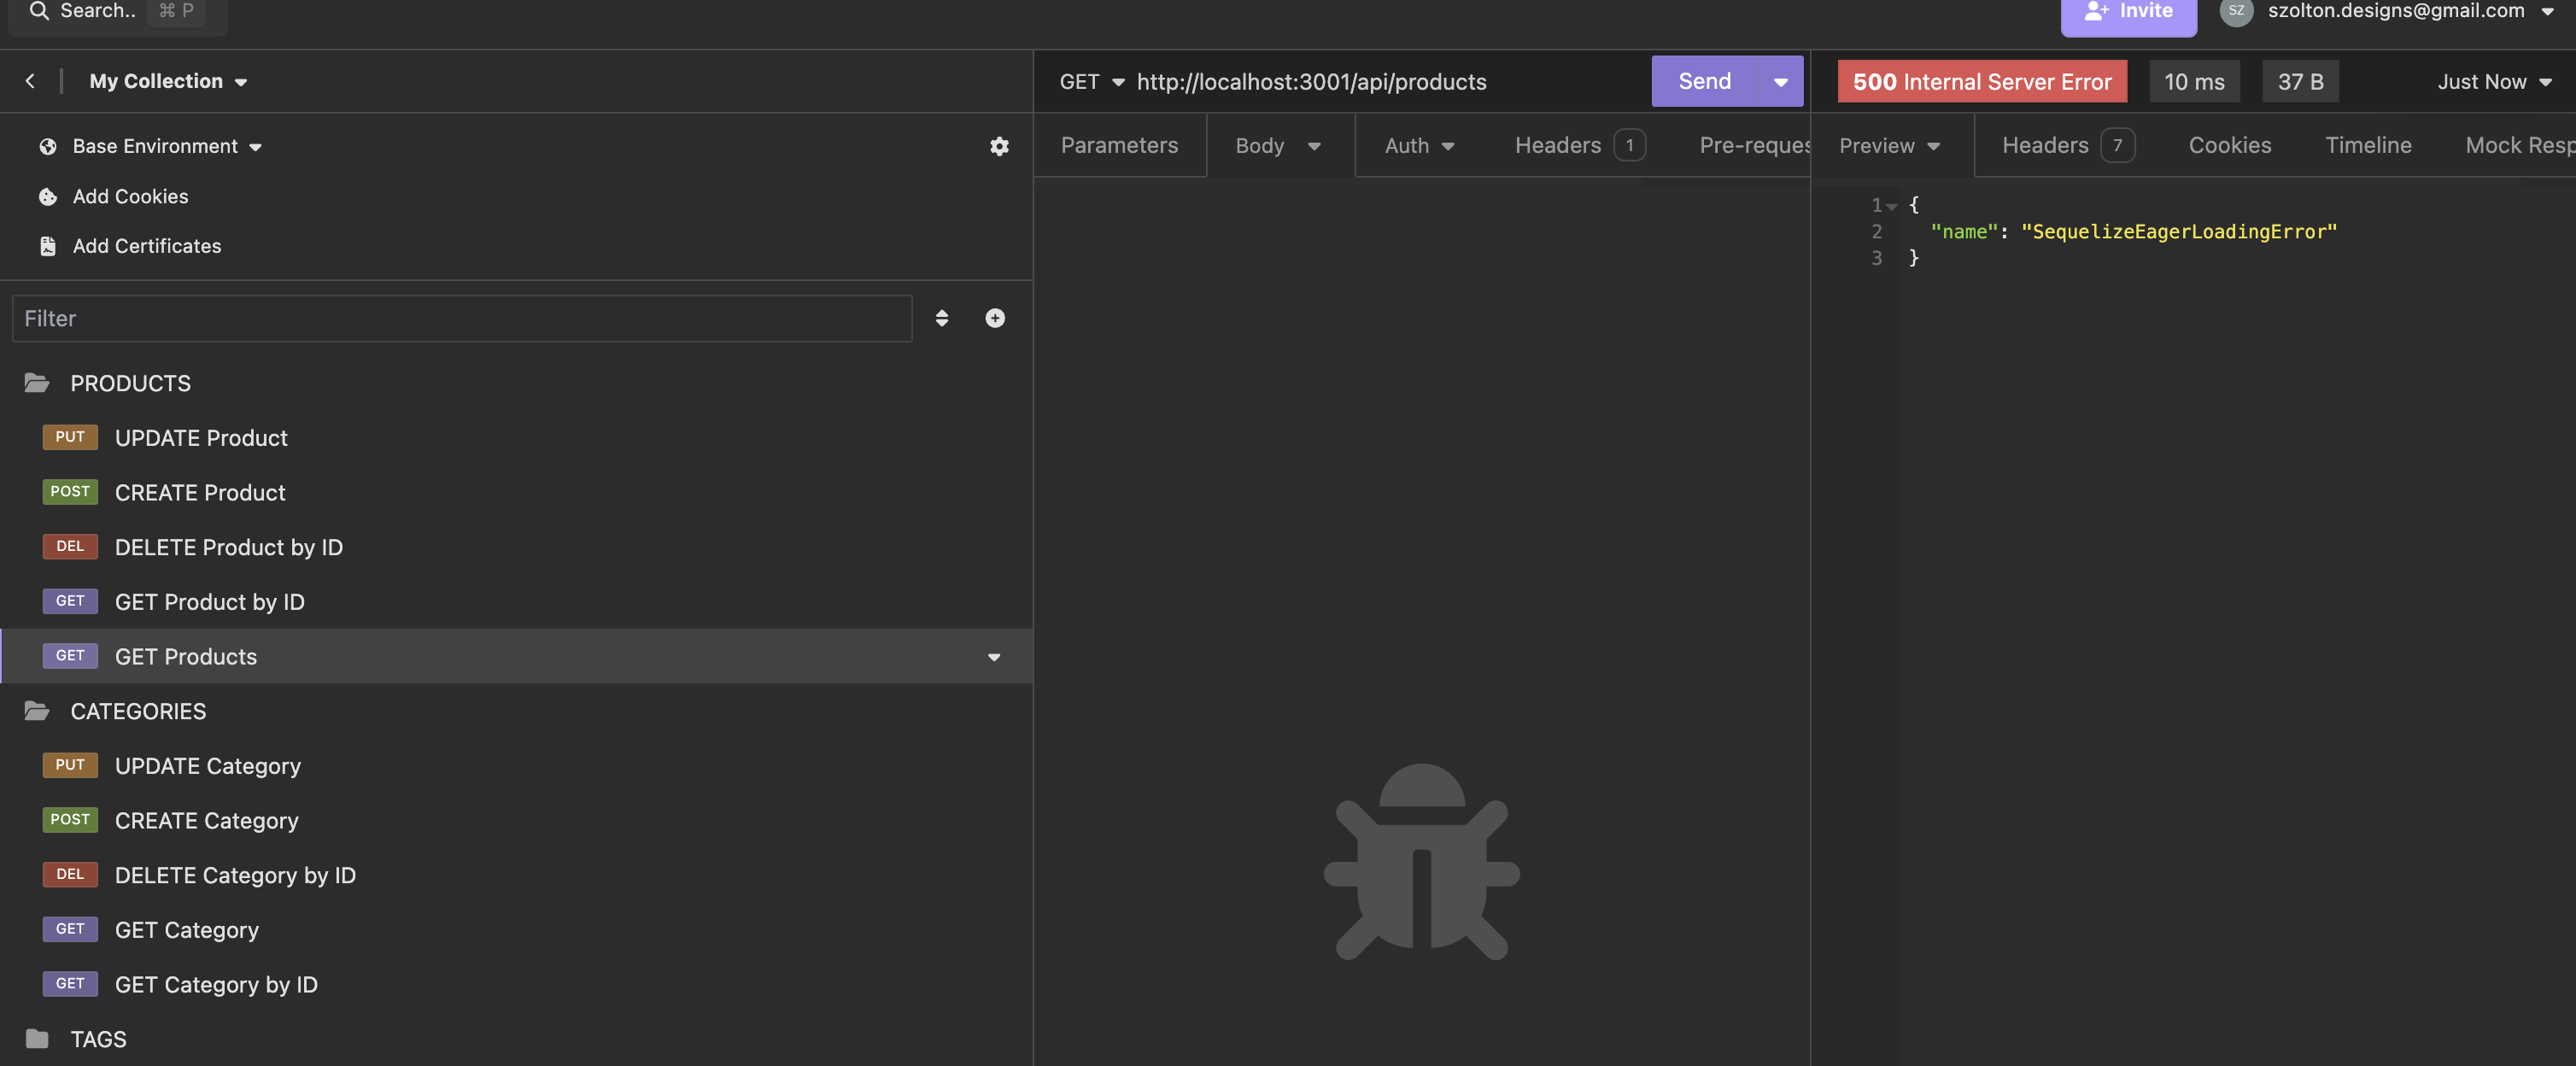 Search.. ⌘ P
Invite
SZ szolton.designs@gmail.com
My Collection
Base Environment
Add Cookies
Add Certificates
Filter
PRODUCTS
PUT UPDATE Product
POST CREATE Product
DEL DELETE Product by ID
GET GET Product by ID
GET GET Products
CATEGORIES
PUT UPDATE Category
POST CREATE Category
DEL DELETE Category by ID
GET GET Category
GET GET Category by ID
TAGS
GET http://localhost:3001/api/products Send
Parameters Body Auth Headers 1 Pre-reques
500 Internal Server Error 10 ms 37 B Just Now
Preview Headers 7 Cookies Timeline Mock Resp
1 {
2 "name": "SequelizeEagerLoadingError"
3 }